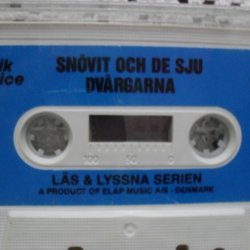 SNÖVIT OCH DE SJU
DVÄRGARNA
100 50 0
LÄS & LYSSNA SERIEN
A PRODUCT OF ELAP MUSIC A/S - DENMARK